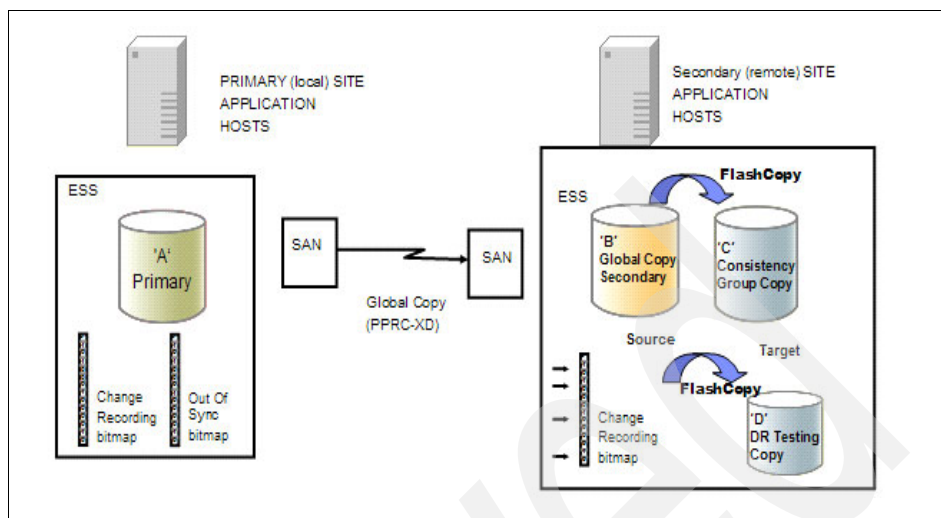 PRIMARY (local) SITE
APPLICATION
HOSTS
Secondary (remote) SITE
APPLICATION
HOSTS
ESS
'A'
Primary
Change
Recording
bitmap
Out Of
Sync
bitmap
SAN
SAN
Global Copy
(PPRC-XD)
ESS
FlashCopy
'B'
Global Copy
Secondary
'C'
Consistency
Group Copy
Source
Target
FlashCopy
Change
Recording
bitmap
'D'
DR Testing
Copy